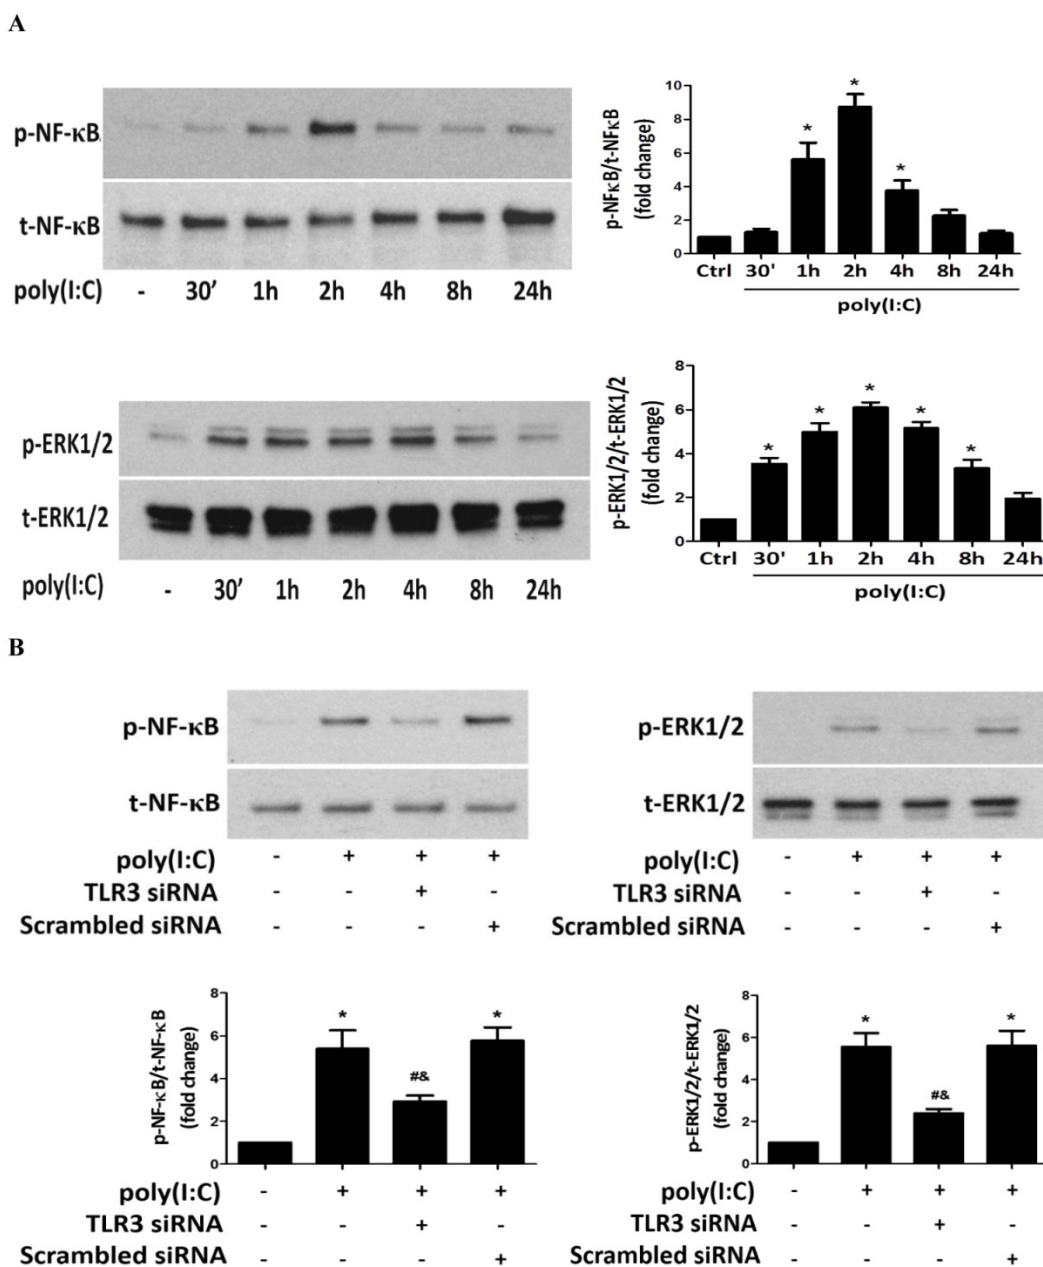 A
p-NF-κB
t-NF-κB
poly(I:C) - 30’ 1h 2h 4h 8h 24h
p-NFκB/t-NFκB
(fold change)
10
8
6
4
2
0
* * *
Ctrl 30' 1h 2h 4h 8h 24h
poly(I:C)
p-ERK1/2
t-ERK1/2
poly(I:C) - 30’ 1h 2h 4h 8h 24h
p-ERK1/2/t-ERK1/2
(fold change)
8
6
4
2
0
* * * * *
Ctrl 30' 1h 2h 4h 8h 24h
poly(I:C)
B
p-NF-κB
t-NF-κB
poly(I:C) - + + +
TLR3 siRNA - - + -
Scrambled siRNA - - - +
p-ERK1/2
t-ERK1/2
poly(I:C) - + + +
TLR3 siRNA - - + -
Scrambled siRNA - - - +
p-NF-κB/t-NF-κB
(fold change)
8
6
4
2
0
* #& *
poly(I:C) - + + +
TLR3 siRNA - - + -
Scrambled siRNA - - - +
p-ERK1/2/t-ERK1/2
(fold change)
8
6
4
2
0
* #& *
poly(I:C) - + + +
TLR3 siRNA - - + -
Scrambled siRNA - - - +